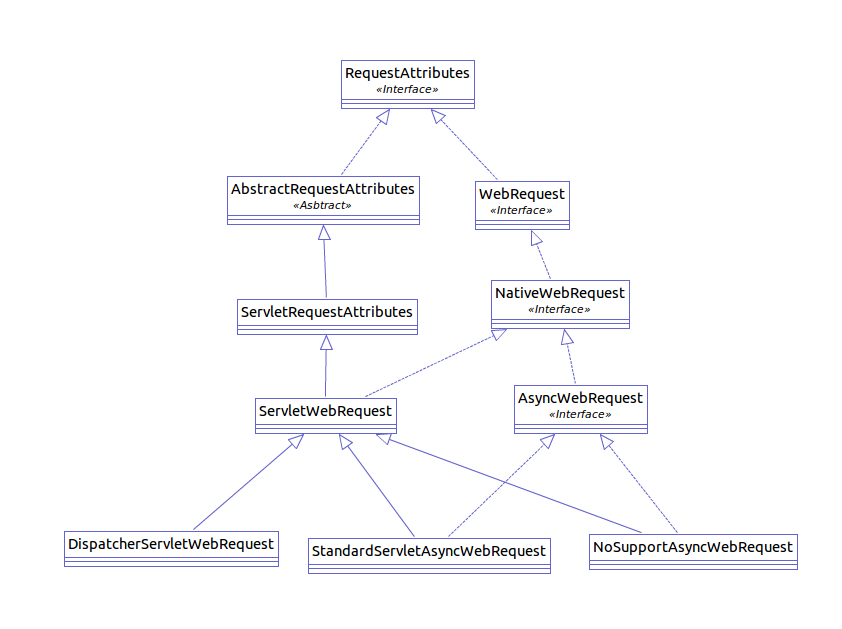 RequestAttributes
«Interface»
AbstractRequestAttributes
«Asbtract»
WebRequest
«Interface»
NativeWebRequest
«Interface»
ServletRequestAttributes
AsyncWebRequest
«Interface»
ServletWebRequest
DispatcherServletWebRequest
StandardServletAsyncWebRequest
NoSupportAsyncWebRequest